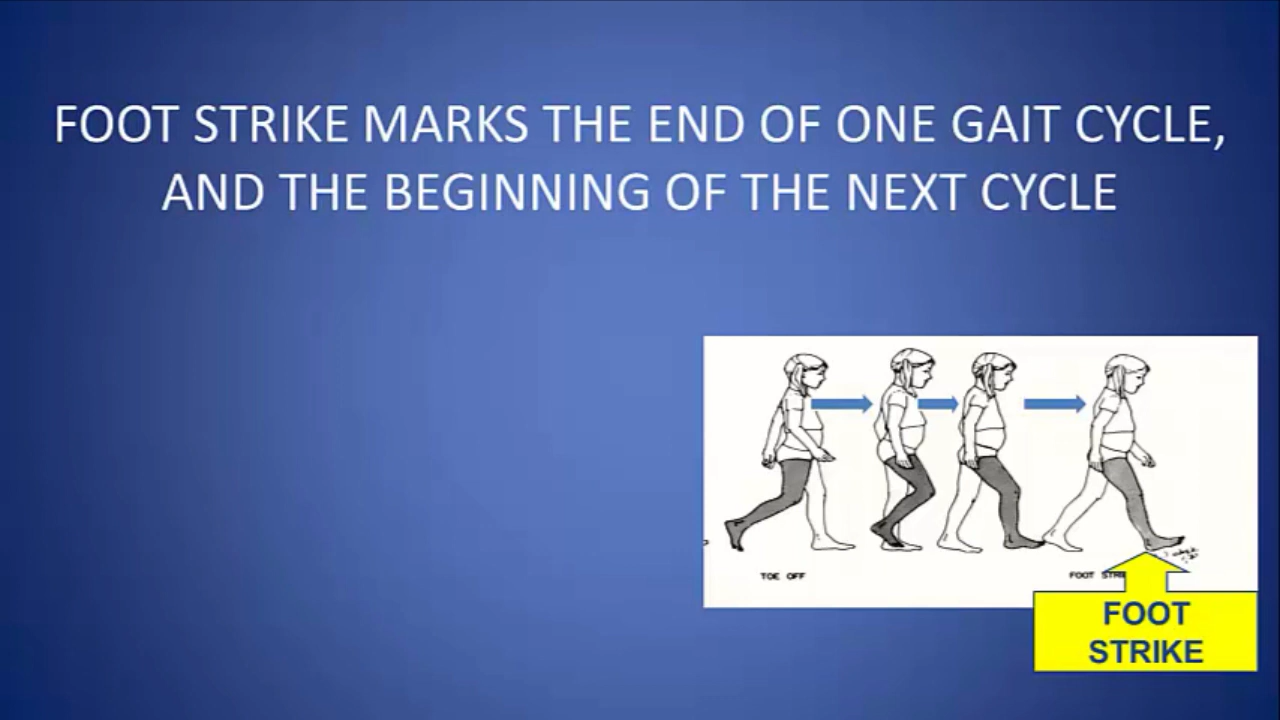 FOOT STRIKE MARKS THE END OF ONE GAIT CYCLE,
AND THE BEGINNING OF THE NEXT CYCLE
TOE OFF
FOOT
FOOT
STRIKE